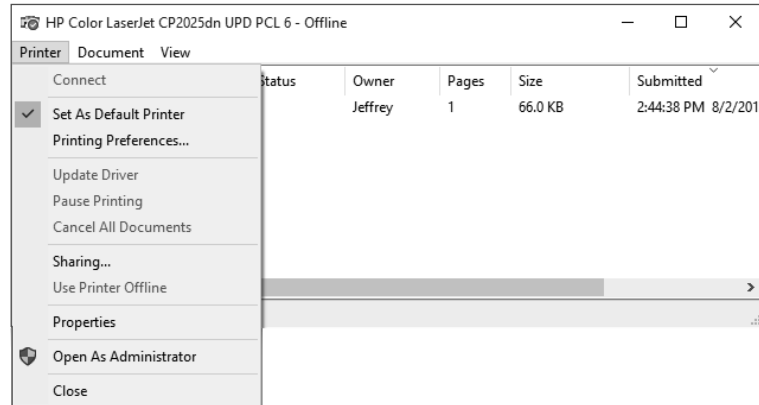 HP Color LaserJet CP2025dn UPD PCL 6 - Offline
Printer Document View
Connect
Status Owner Pages Size Submitted
Set As Default Printer
Jeffrey 1 66.0 KB 2:44:38 PM 8/2/201
Printing Preferences...
Update Driver
Pause Printing
Cancel All Documents
Sharing...
Use Printer Offline
Properties
Open As Administrator
Close